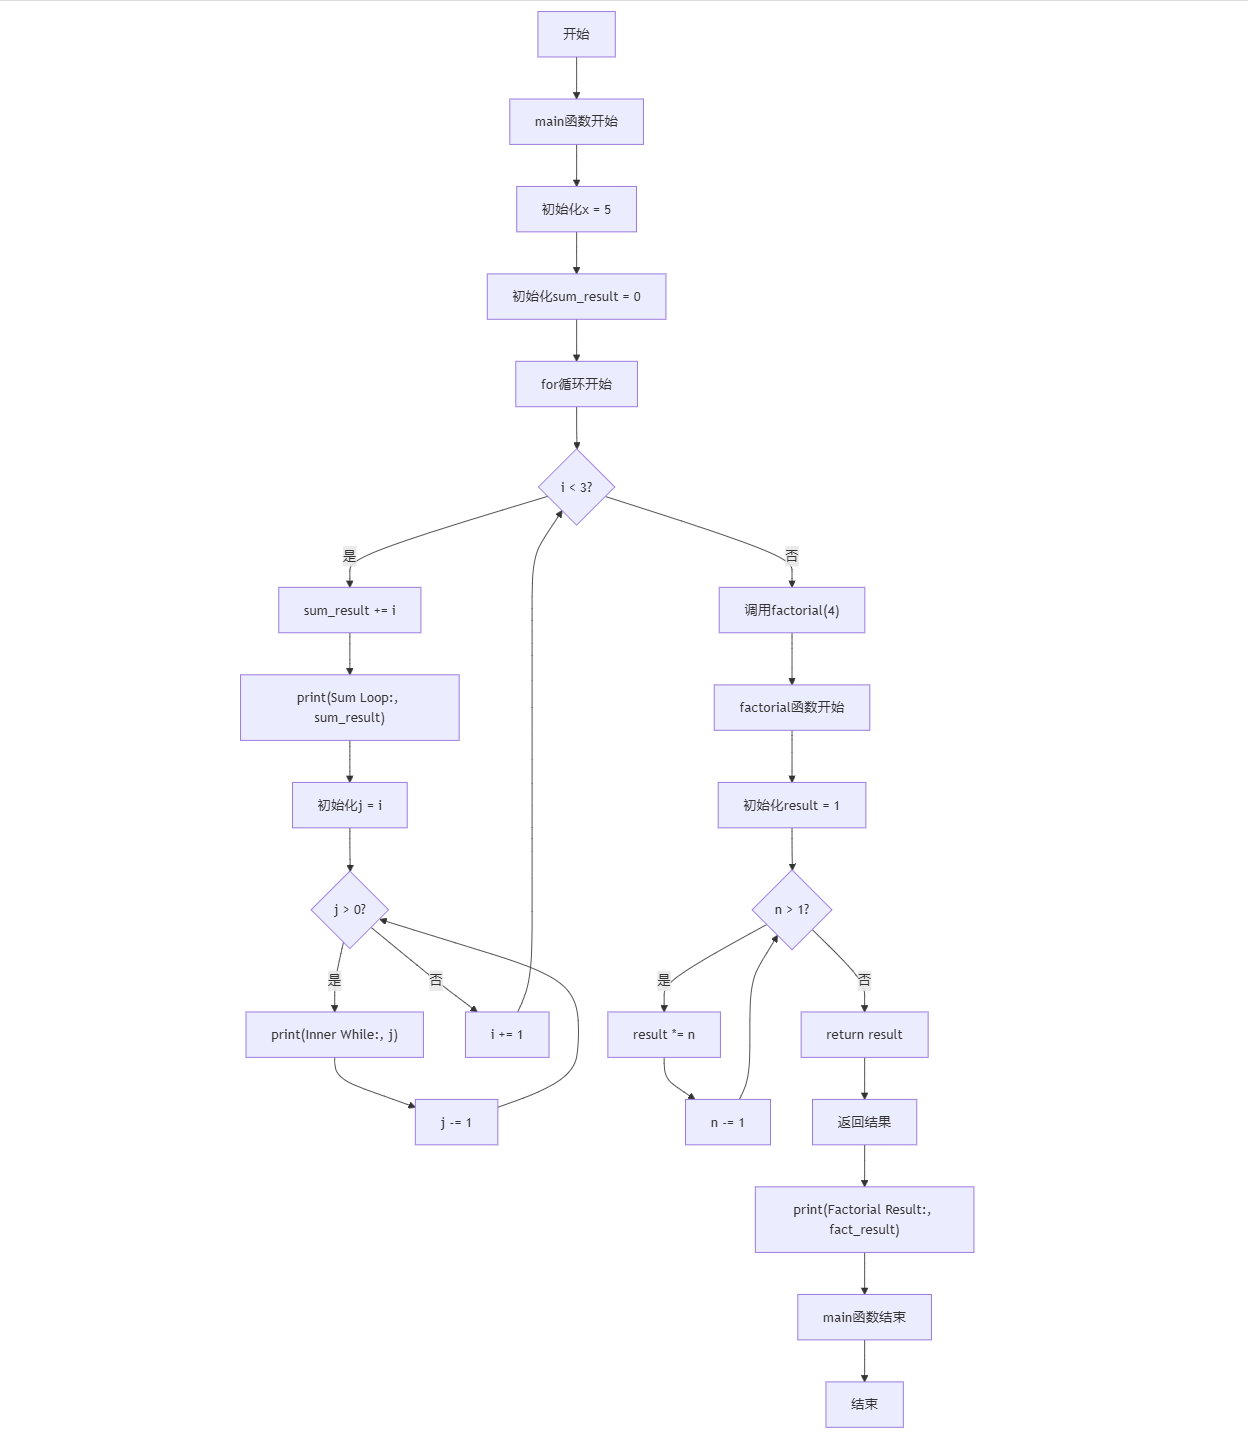 开始
main函数开始
初始化x = 5
初始化sum_result = 0
for循环开始
i < 3?
是
否
sum_result += i
调用factorial(4)
print(Sum Loop:,
sum_result)
factorial函数开始
初始化j = i
初始化result = 1
j > 0?
n > 1?
是
否
是
否
print(Inner While:, j)
i += 1
result *= n
return result
j -= 1
n -= 1
返回结果
print(Factorial Result:,
fact_result)
main函数结束
结束